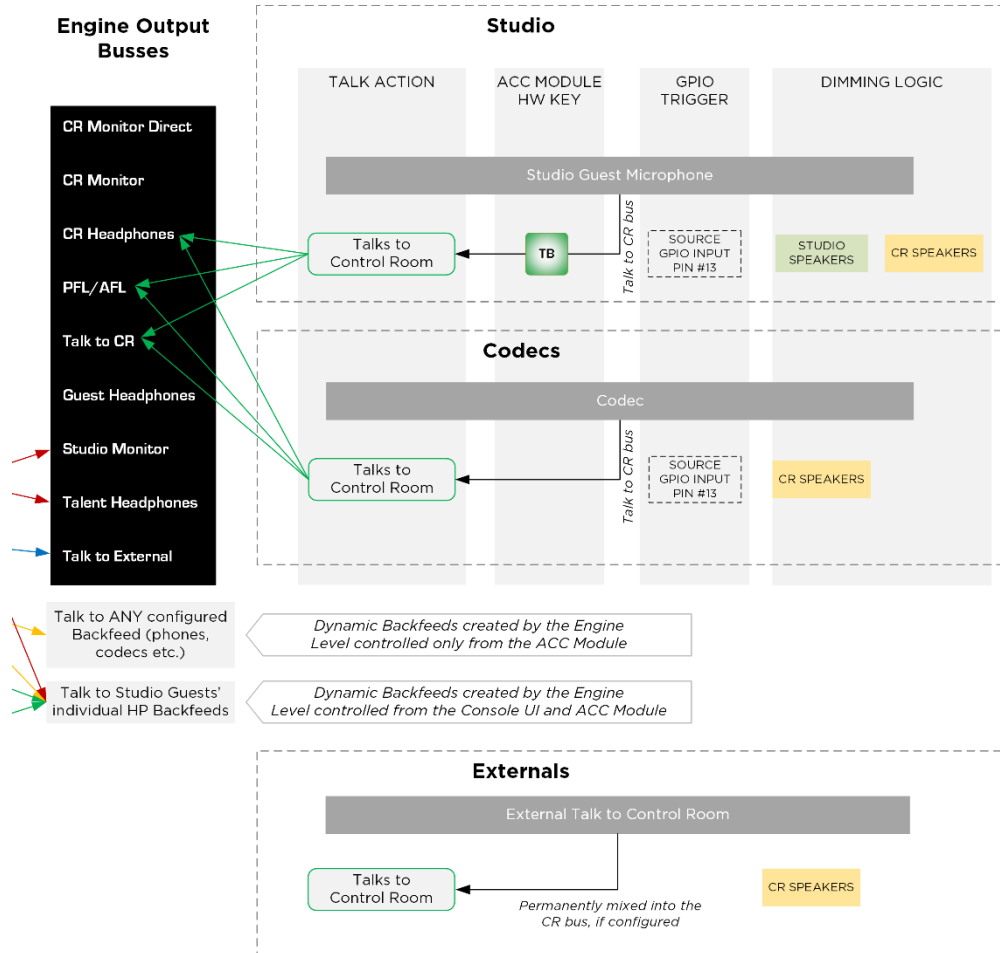 Engine Output
Busses
CR Monitor Direct
CR Monitor
CR Headphones
PFL/AFL
Talk to CR
Guest Headphones
Studio Monitor
Talent Headphones
Talk to External
Studio
TALK ACTION
ACC MODULE
HW KEY
GPIO
TRIGGER
DIMMING LOGIC
Studio Guest Microphone
Talks to
Control Room
TB
Talk to CR bus
SOURCE
GPIO INPUT
PIN #13
STUDIO
SPEAKERS
CR SPEAKERS
Codecs
Codec
Talks to
Control Room
Talk to CR bus
SOURCE
GPIO INPUT
PIN #13
CR SPEAKERS
Talk to ANY configured
Backfeed (phones,
codecs etc.)
Dynamic Backfeeds created by the Engine
Level controlled only from the ACC Module
Talk to Studio Guests'
individual HP Backfeeds
Dynamic Backfeeds created by the Engine
Level controlled from the Console UI and ACC Module
Externals
External Talk to Control Room
Talks to
Control Room
Permanently mixed into the
CR bus, if configured
CR SPEAKERS